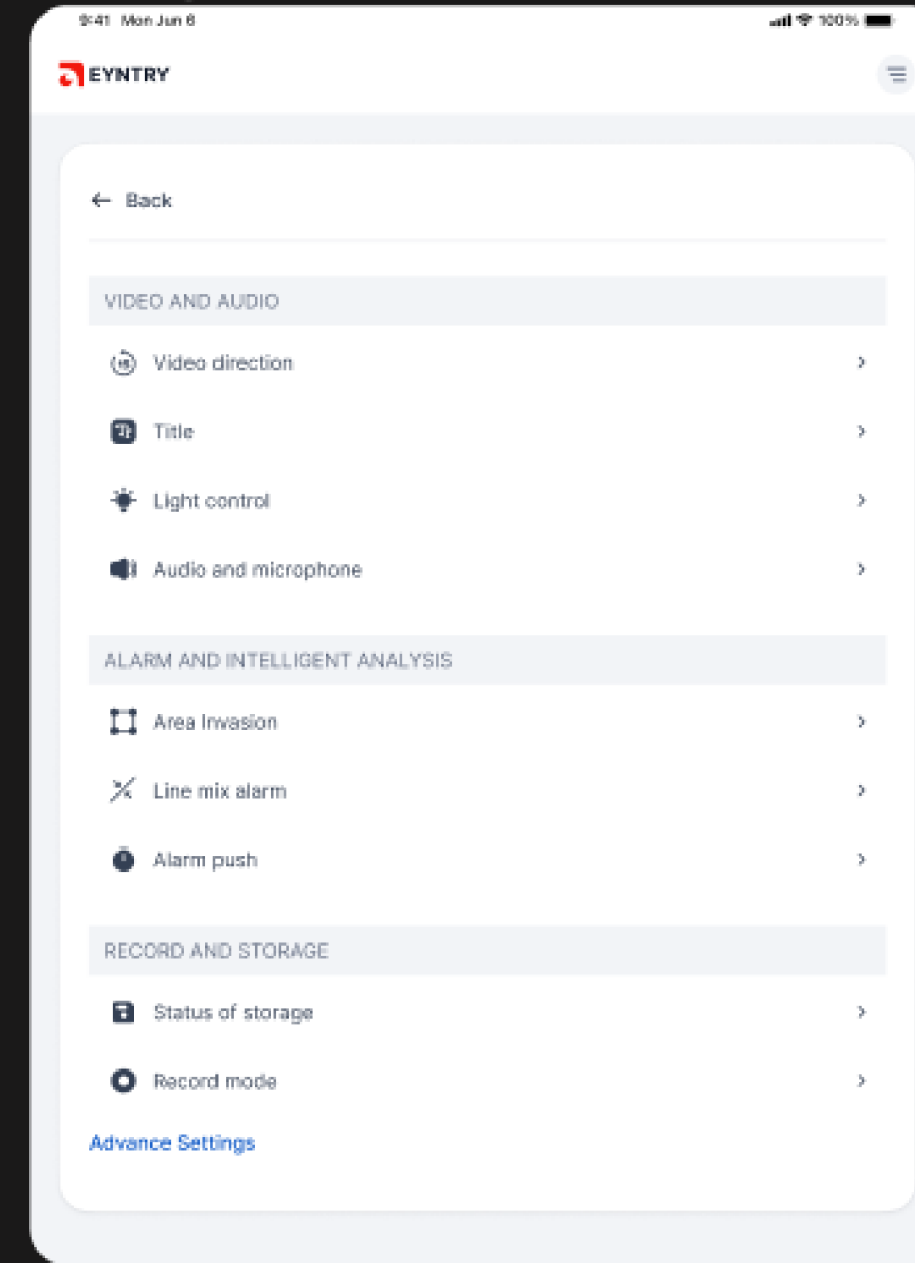 9:41 Mon Jun 6 100%
EYNTRY
Back
VIDEO AND AUDIO
Video direction
Title
Light control
Audio and microphone
ALARM AND INTELLIGENT ANALYSIS
Area Invasion
Line mix alarm
Alarm push
RECORD AND STORAGE
Status of storage
Record mode
Advance Settings